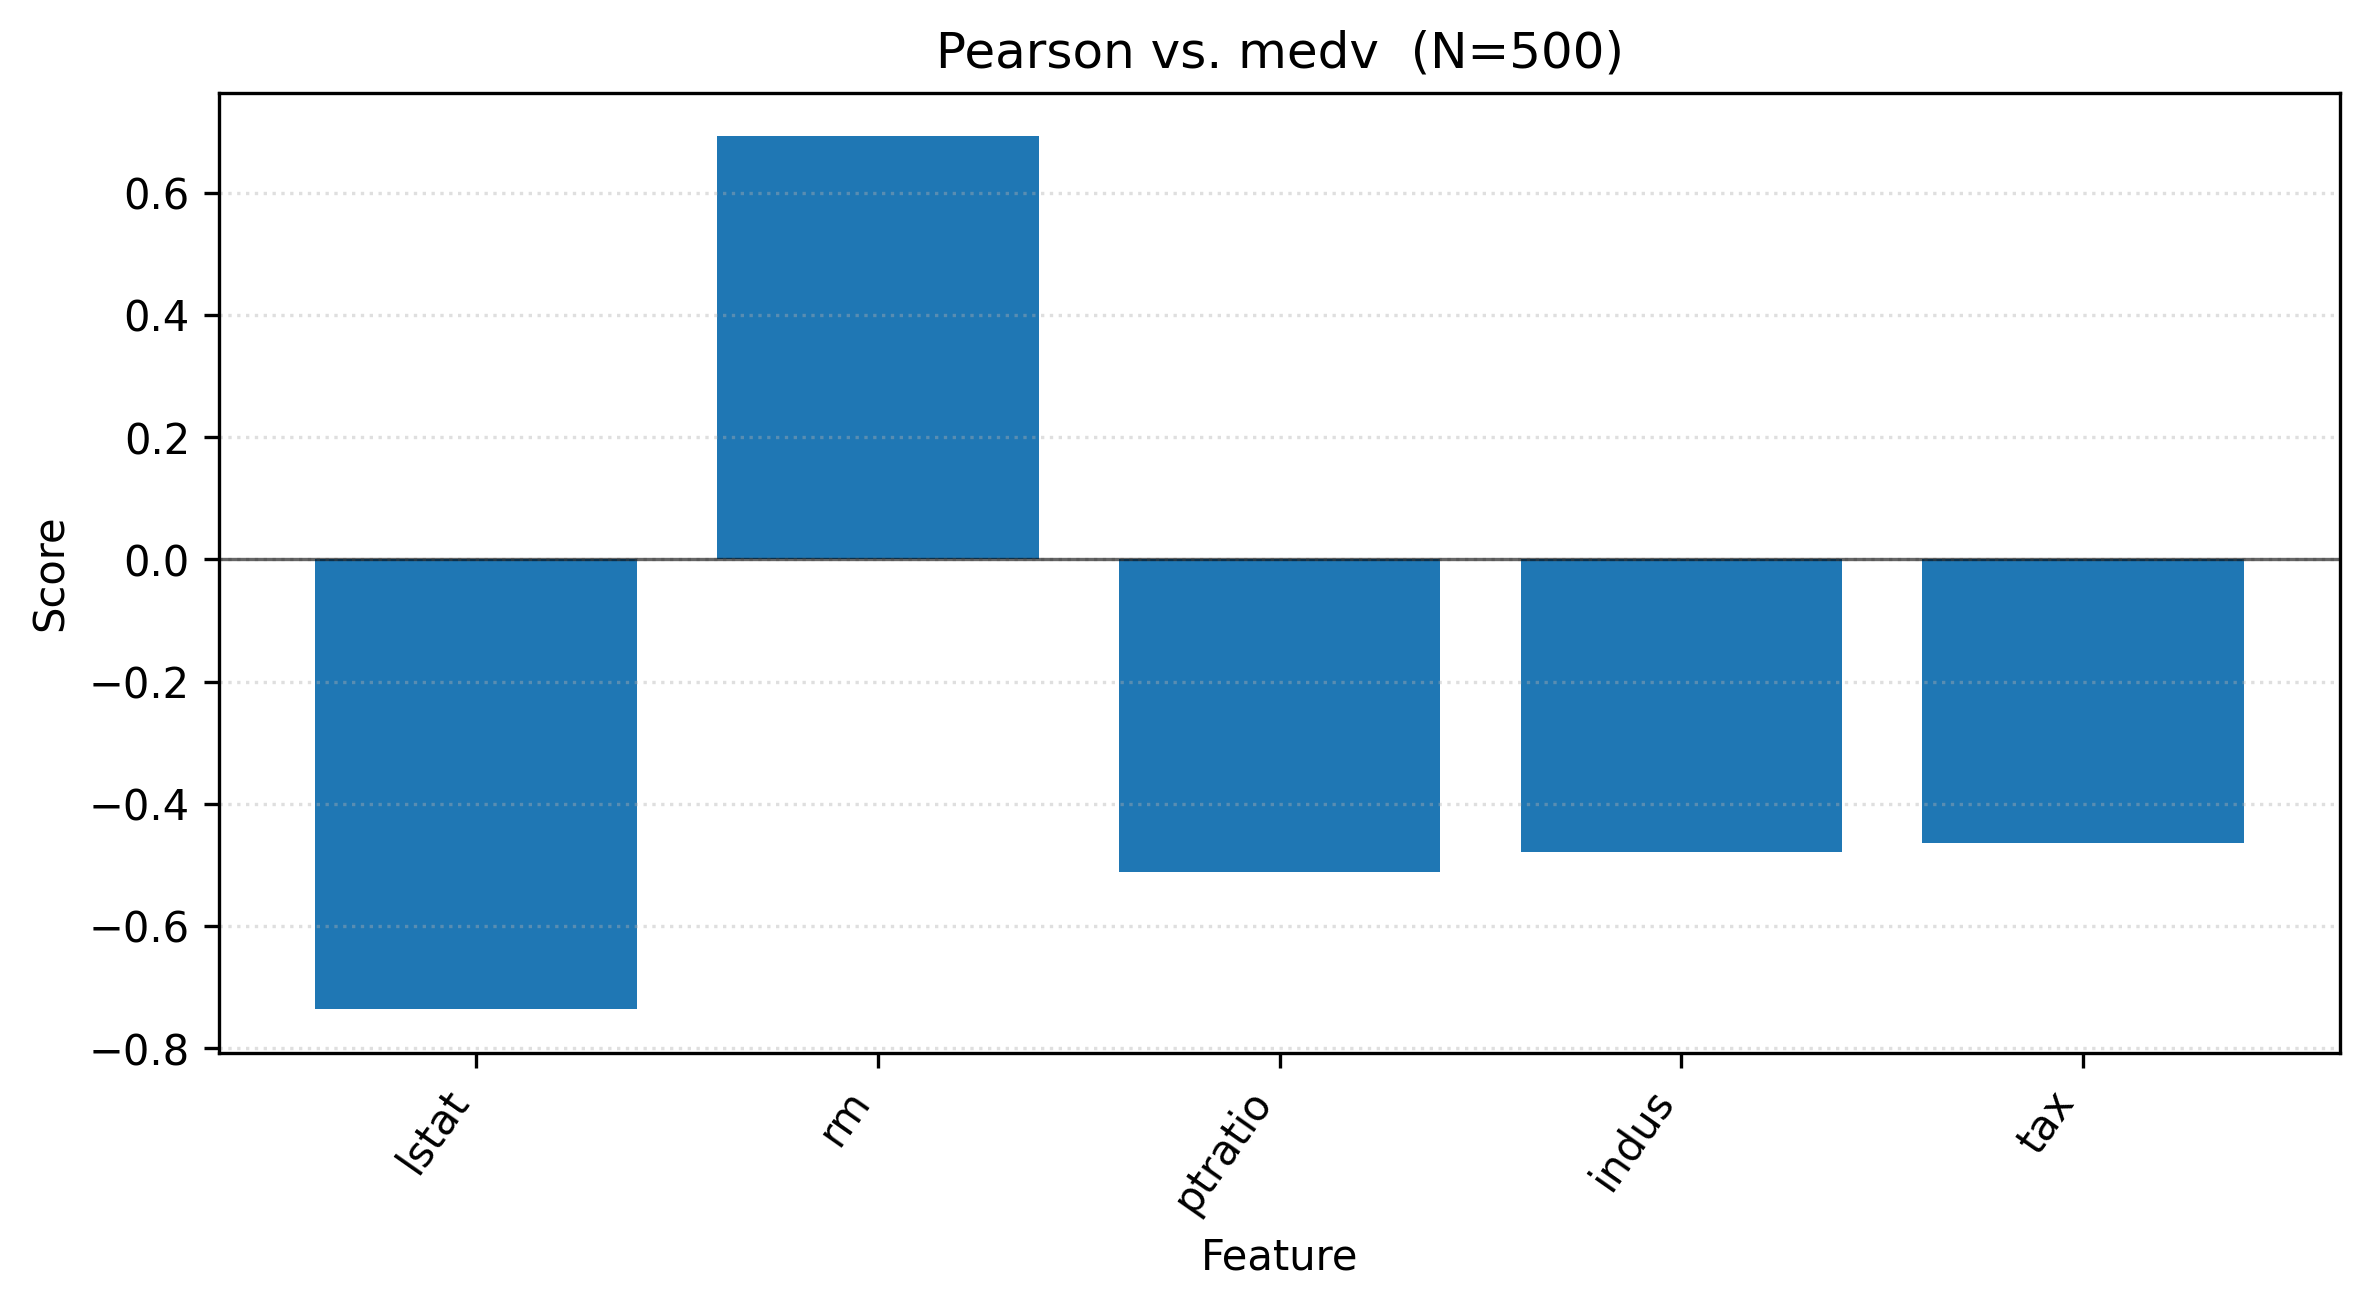 Pearson vs. medv  (N=500)
Score
0.6
0.4
0.2
0.0
−0.2
−0.4
−0.6
−0.8
lstat
rm
ptratio
indus
tax
Feature